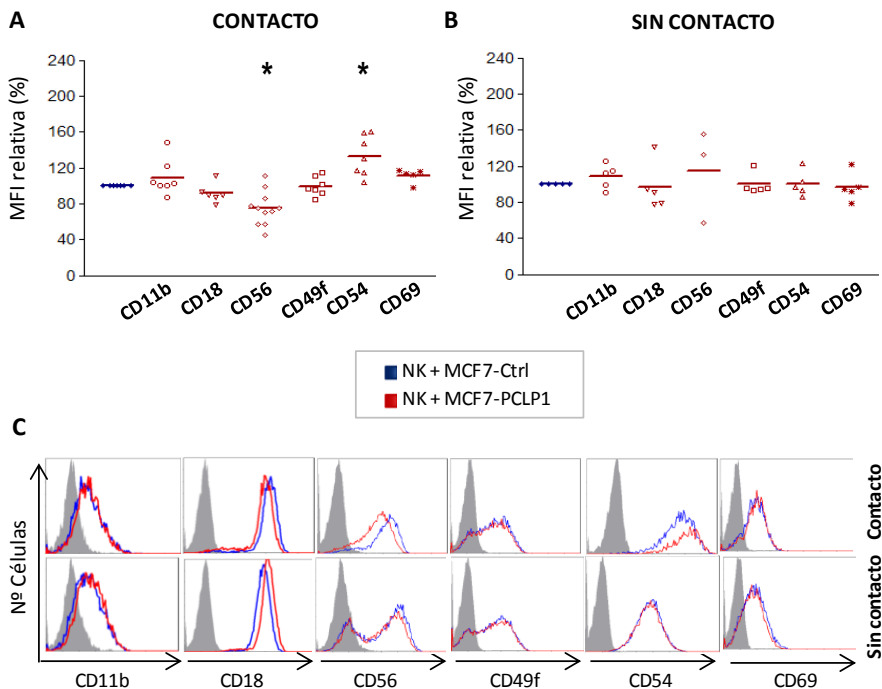 A
CONTACTO
MFI relativa (%)
240
200
160
120
80
40
0
*
*
CD11b
CD18
CD56
CD49f
CD54
CD69
B
SIN CONTACTO
MFI relativa (%)
240
200
160
120
80
40
0
CD11b
CD18
CD56
CD49f
CD54
CD69
NK + MCF7-Ctrl
NK + MCF7-PCLP1
C
Nº Células
Contacto
Sin contacto
CD11b
CD18
CD56
CD49f
CD54
CD69